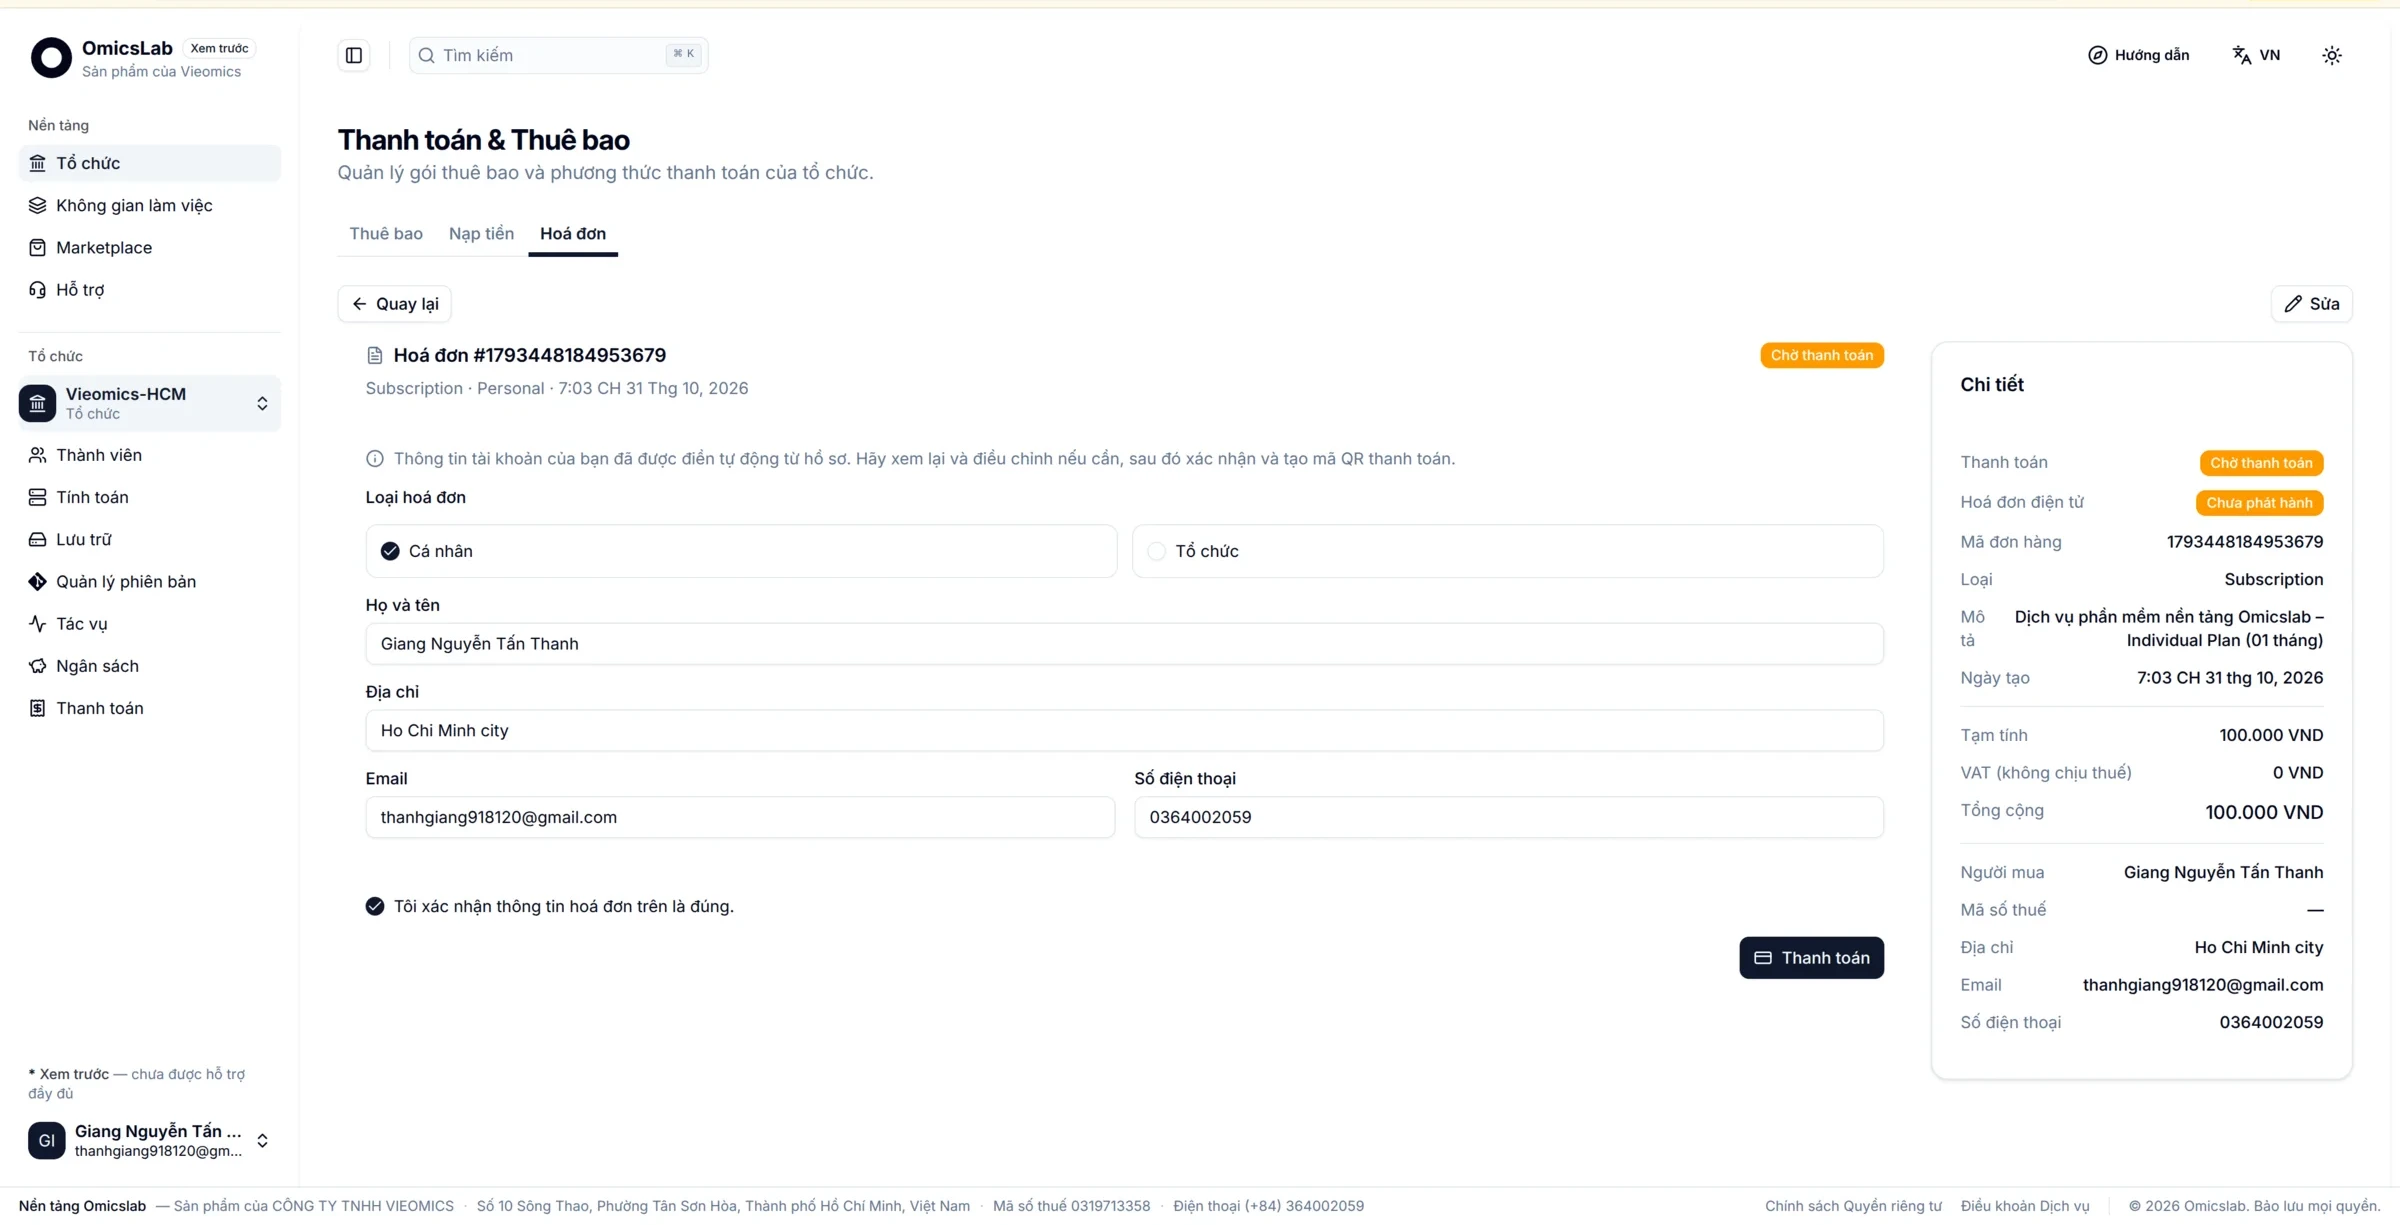 OmicsLab Xem trước
Sản phẩm của Vieomics
Tìm kiếm ⌘ K
Hướng dẫn
VN
Nền tảng
Tổ chức
Không gian làm việc
Marketplace
Hỗ trợ
Tổ chức
Vieomics-HCM
Tổ chức
Thành viên
Tính toán
Lưu trữ
Quản lý phiên bản
Tác vụ
Ngân sách
Thanh toán
* Xem trước — chưa được hỗ trợ
đầy đủ
GI
Giang Nguyễn Tấn ...
thanhgiang918120@gm...
Thanh toán & Thuê bao
Quản lý gói thuê bao và phương thức thanh toán của tổ chức.
Thuê bao Nạp tiền Hoá đơn
Quay lại
Sửa
Hoá đơn #1793448184953679
Chờ thanh toán
Subscription · Personal · 7:03 CH 31 Thg 10, 2026
Thông tin tài khoản của bạn đã được điền tự động từ hồ sơ. Hãy xem lại và điều chỉnh nếu cần, sau đó xác nhận và tạo mã QR thanh toán.
Loại hoá đơn
Cá nhân
Tổ chức
Họ và tên
Giang Nguyễn Tấn Thanh
Địa chỉ
Ho Chi Minh city
Email
thanhgiang918120@gmail.com
Số điện thoại
0364002059
Tôi xác nhận thông tin hoá đơn trên là đúng.
Thanh toán
Chi tiết
Thanh toán Chờ thanh toán
Hoá đơn điện tử Chưa phát hành
Mã đơn hàng 1793448184953679
Loại Subscription
Mô tả Dịch vụ phần mềm nền tảng Omicslab –
Individual Plan (01 tháng)
Ngày tạo 7:03 CH 31 thg 10, 2026
Tạm tính 100.000 VND
VAT (không chịu thuế) 0 VND
Tổng cộng 100.000 VND
Người mua Giang Nguyễn Tấn Thanh
Mã số thuế —
Địa chỉ Ho Chi Minh city
Email thanhgiang918120@gmail.com
Số điện thoại 0364002059
Nền tảng Omicslab — Sản phẩm của CÔNG TY TNHH VIEOMICS · Số 10 Sông Thao, Phường Tân Sơn Hòa, Thành phố Hồ Chí Minh, Việt Nam · Mã số thuế 0319713358 · Điện thoại (+84) 364002059
Chính sách Quyền riêng tư Điều khoản Dịch vụ © 2026 Omicslab. Bảo lưu mọi quyền.